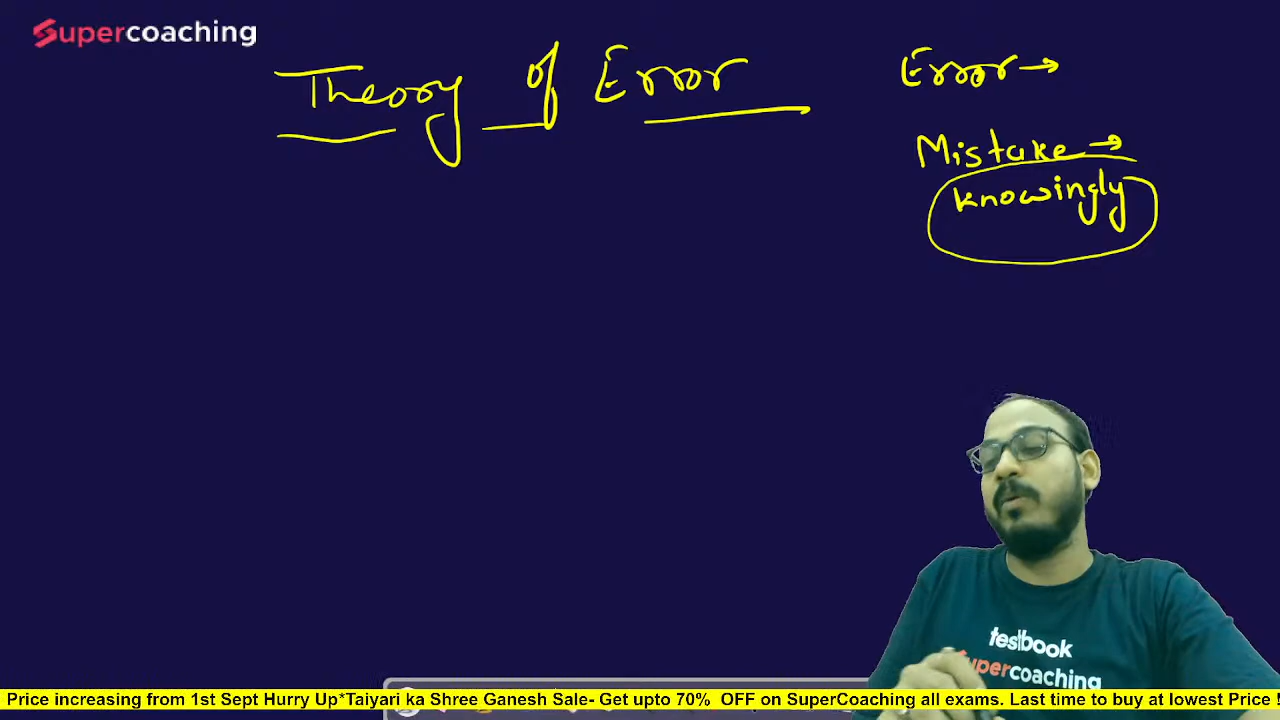 Supercoaching
Theory of Error
Error →
Mistake →
knowingly
testbook
Supercoaching
Price increasing from 1st Sept Hurry Up*Taiyari ka Shree Ganesh Sale- Get upto 70% OFF on SuperCoaching all exams. Last time to buy at lowest Price